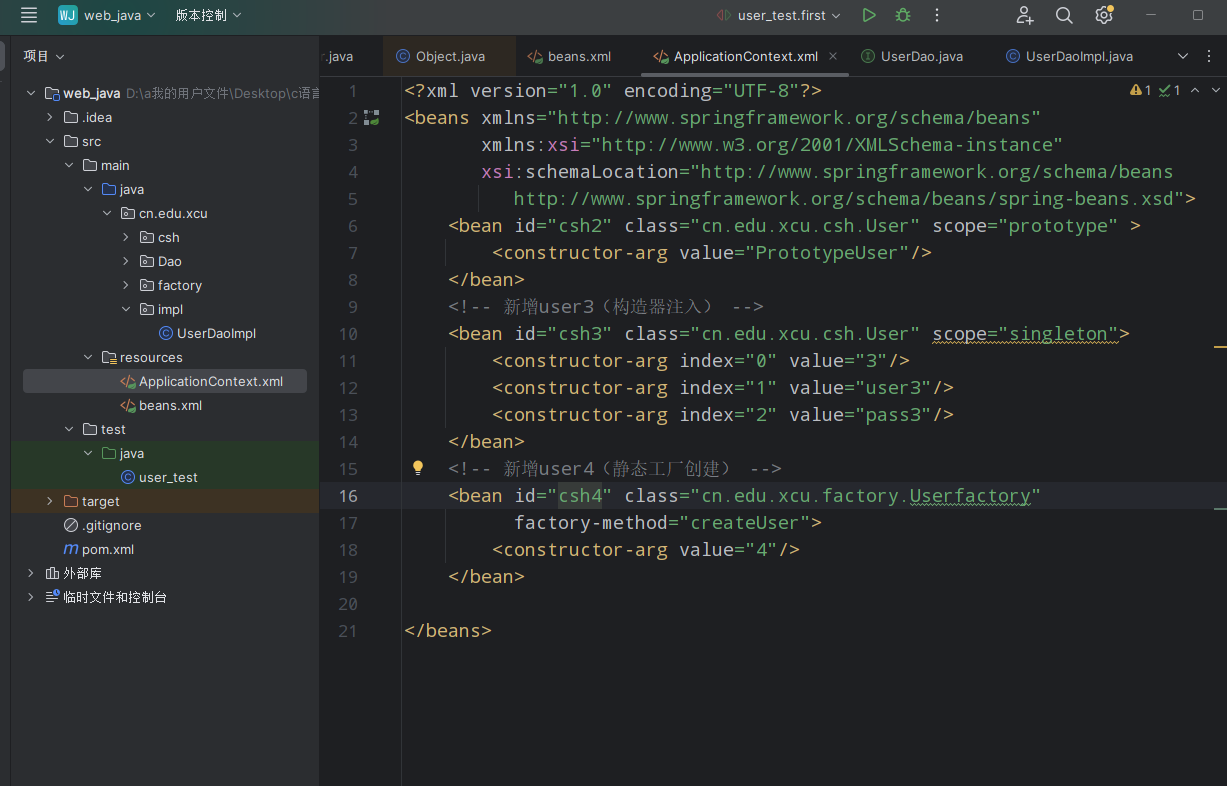 WJ web_java 版本控制 user_test.first
项目
.java Object.java beans.xml ApplicationContext.xml UserDao.java UserDaoImpl.java
web_java D:\a我的用户文件\Desktop\c语言
.idea
src
main
java
cn.edu.xcu
csh
Dao
factory
impl
UserDaoImpl
resources
ApplicationContext.xml
beans.xml
test
java
user_test
target
.gitignore
m pom.xml
外部库
临时文件和控制台
1 <?xml version="1.0" encoding="UTF-8"?>
1 1
2 <beans xmlns="http://www.springframework.org/schema/beans"
3 xmlns:xsi="http://www.w3.org/2001/XMLSchema-instance"
4 xsi:schemaLocation="http://www.springframework.org/schema/beans
5 http://www.springframework.org/schema/beans/spring-beans.xsd">
6 <bean id="csh2" class="cn.edu.xcu.csh.User" scope="prototype" >
7 <constructor-arg value="PrototypeUser"/>
8 </bean>
9 <!-- 新增user3（构造器注入） -->
10 <bean id="csh3" class="cn.edu.xcu.csh.User" scope="singleton">
11 <constructor-arg index="0" value="3"/>
12 <constructor-arg index="1" value="user3"/>
13 <constructor-arg index="2" value="pass3"/>
14 </bean>
15 <!-- 新增user4（静态工厂创建） -->
16 <bean id="csh4" class="cn.edu.xcu.factory.Userfactory"
17 factory-method="createUser">
18 <constructor-arg value="4"/>
19 </bean>
20
21 </beans>